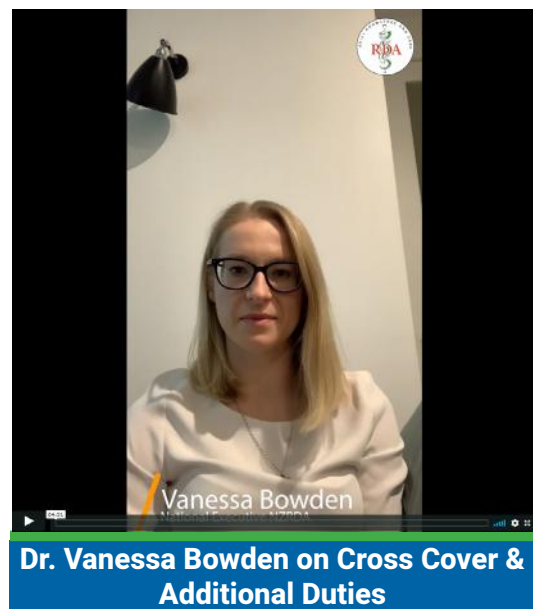 RDA
Vanessa Bowden
National Executive NZRDA
04:01
Dr. Vanessa Bowden on Cross Cover &
Additional Duties